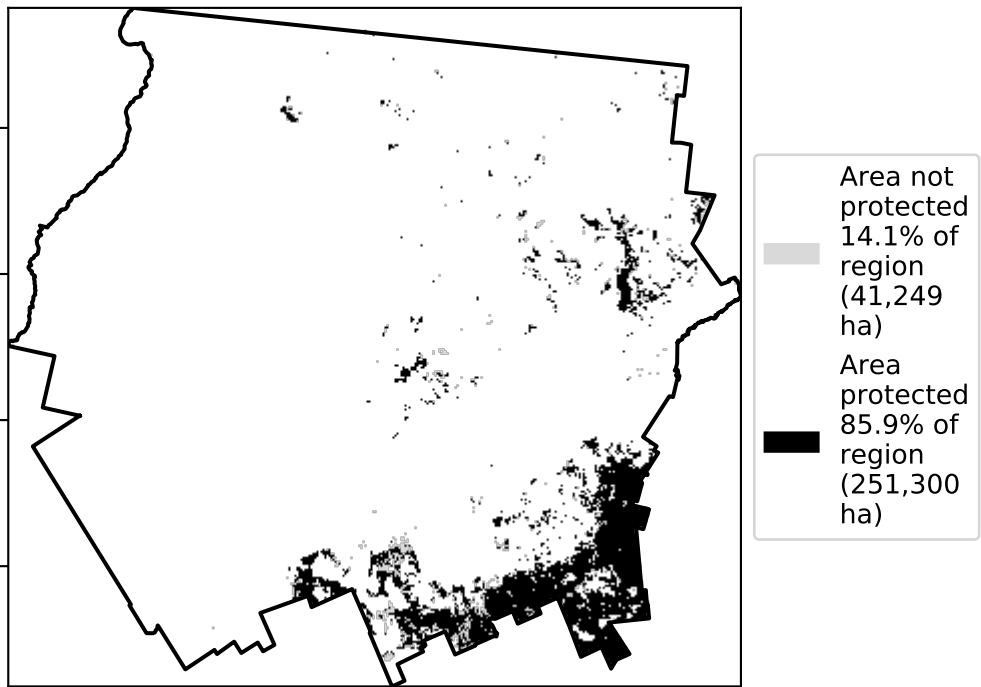 Area not
protected
14.1% of
region
(41,249
ha)
Area
protected
85.9% of
region
(251,300
ha)